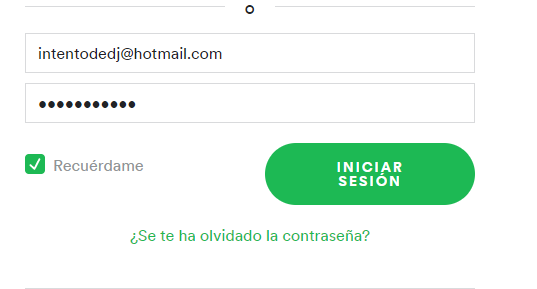 o
intentodedj@hotmail.com
●●●●●●●●●●●
Recuérdame
INICIAR
SESIÓN
¿Se te ha olvidado la contraseña?